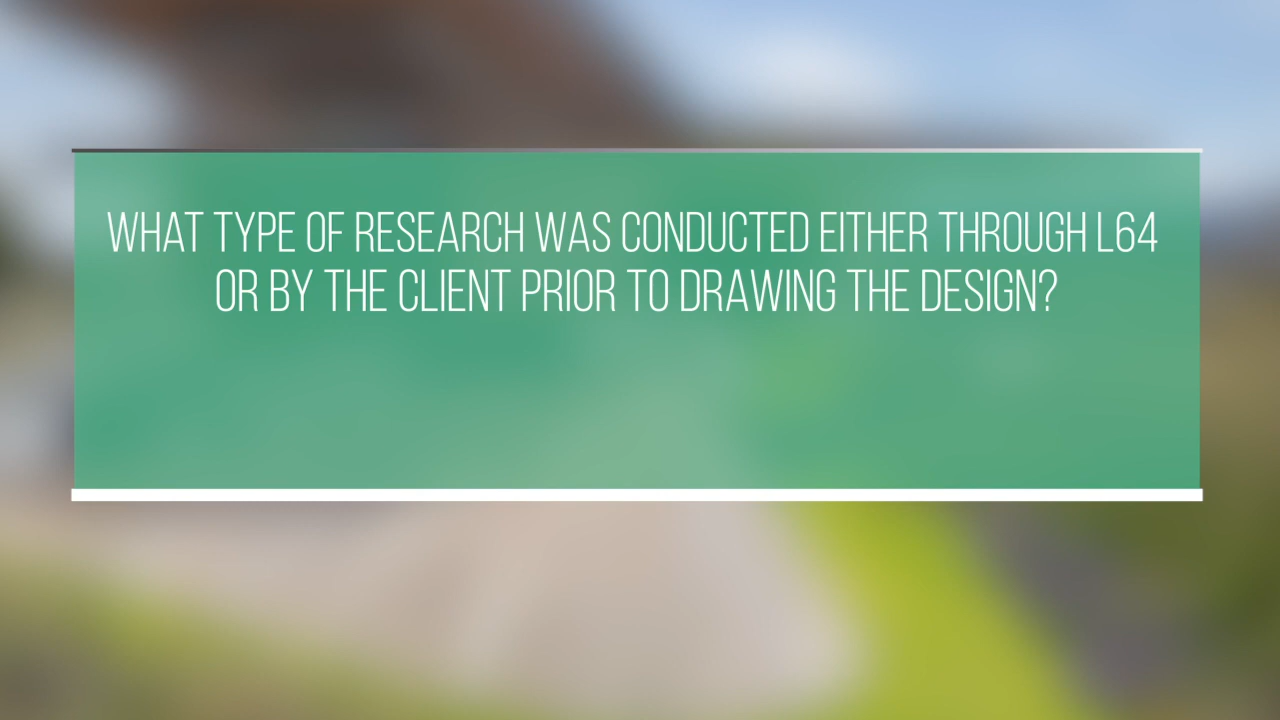 WHAT TYPE OF RESEARCH WAS CONDUCTED EITHER THROUGH L64
OR BY THE CLIENT PRIOR TO DRAWING THE DESIGN?